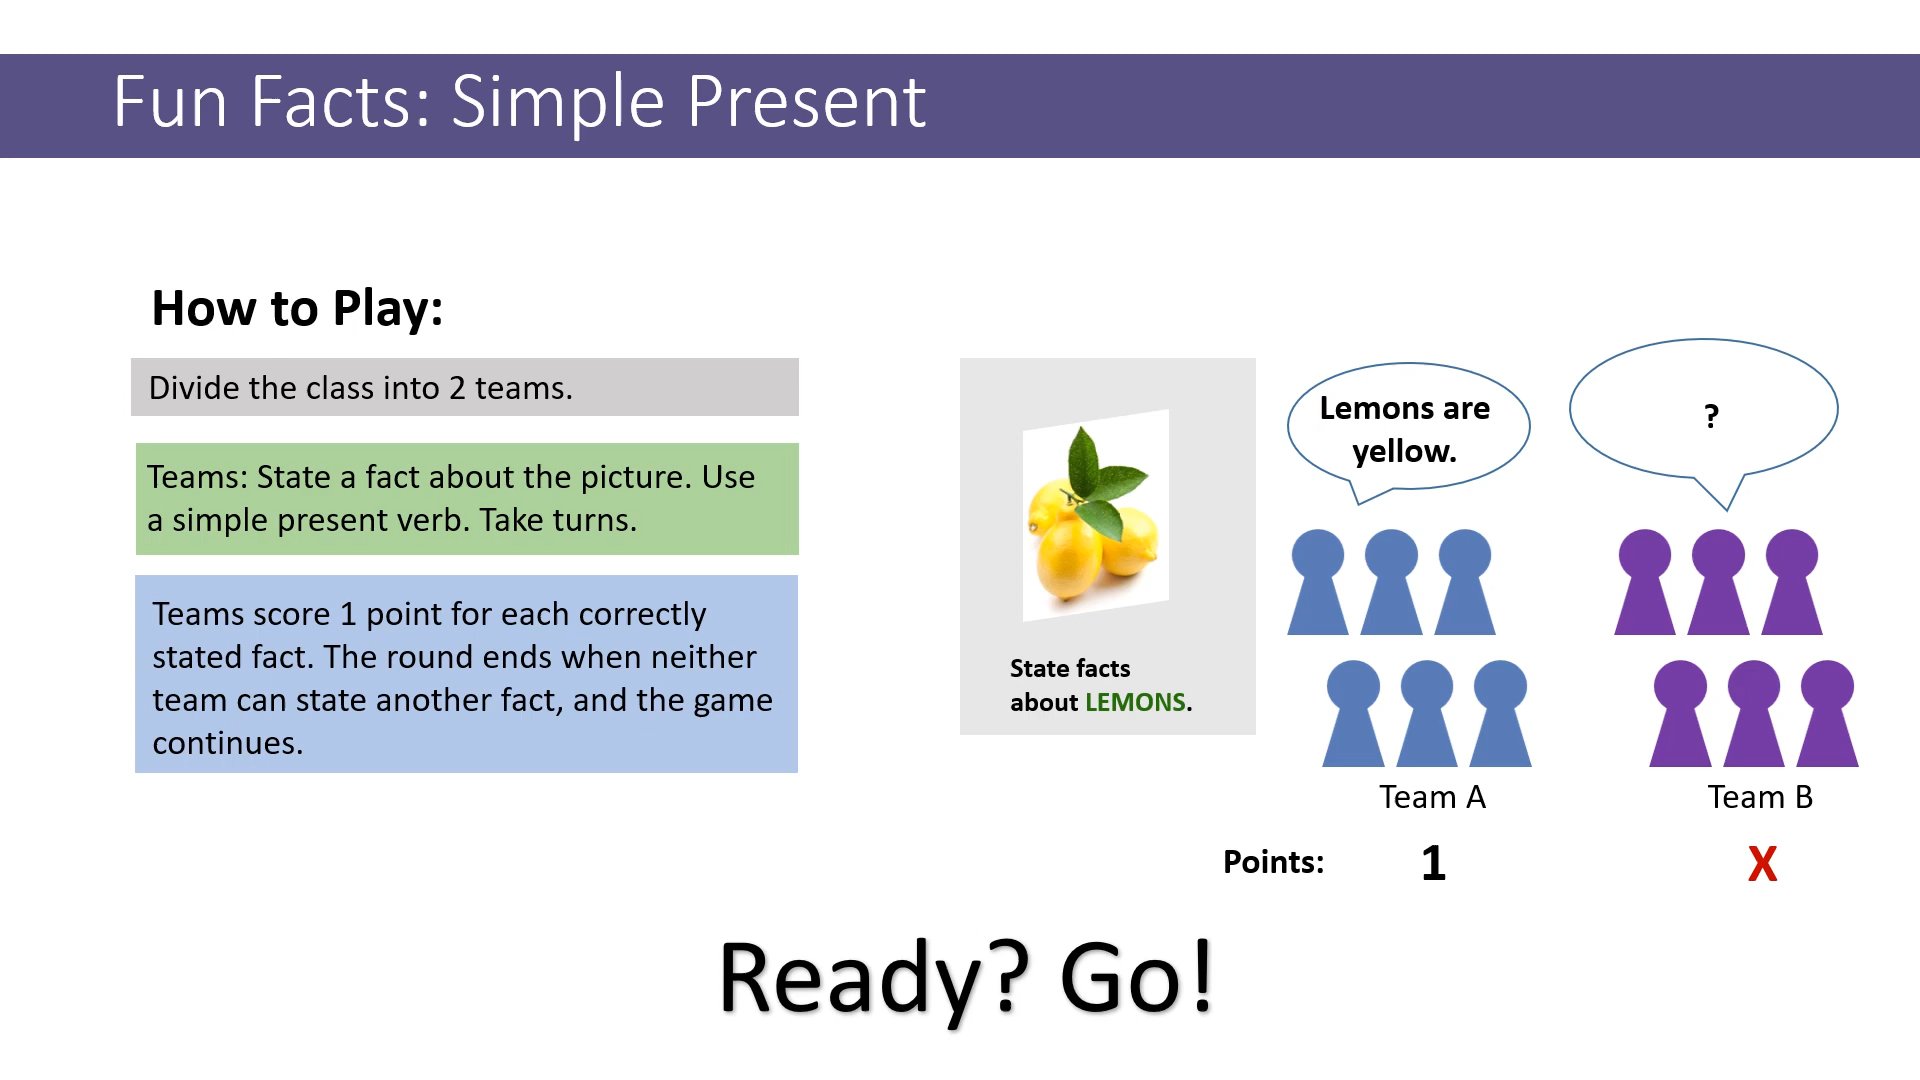 Fun Facts: Simple Present
How to Play:
Divide the class into 2 teams.
Teams: State a fact about the picture. Use
a simple present verb. Take turns.
Teams score 1 point for each correctly
stated fact. The round ends when neither
team can state another fact, and the game
continues.
State facts
about LEMONS.
Lemons are
yellow.
?
Team A
Team B
Points: 1 X
Ready? Go!